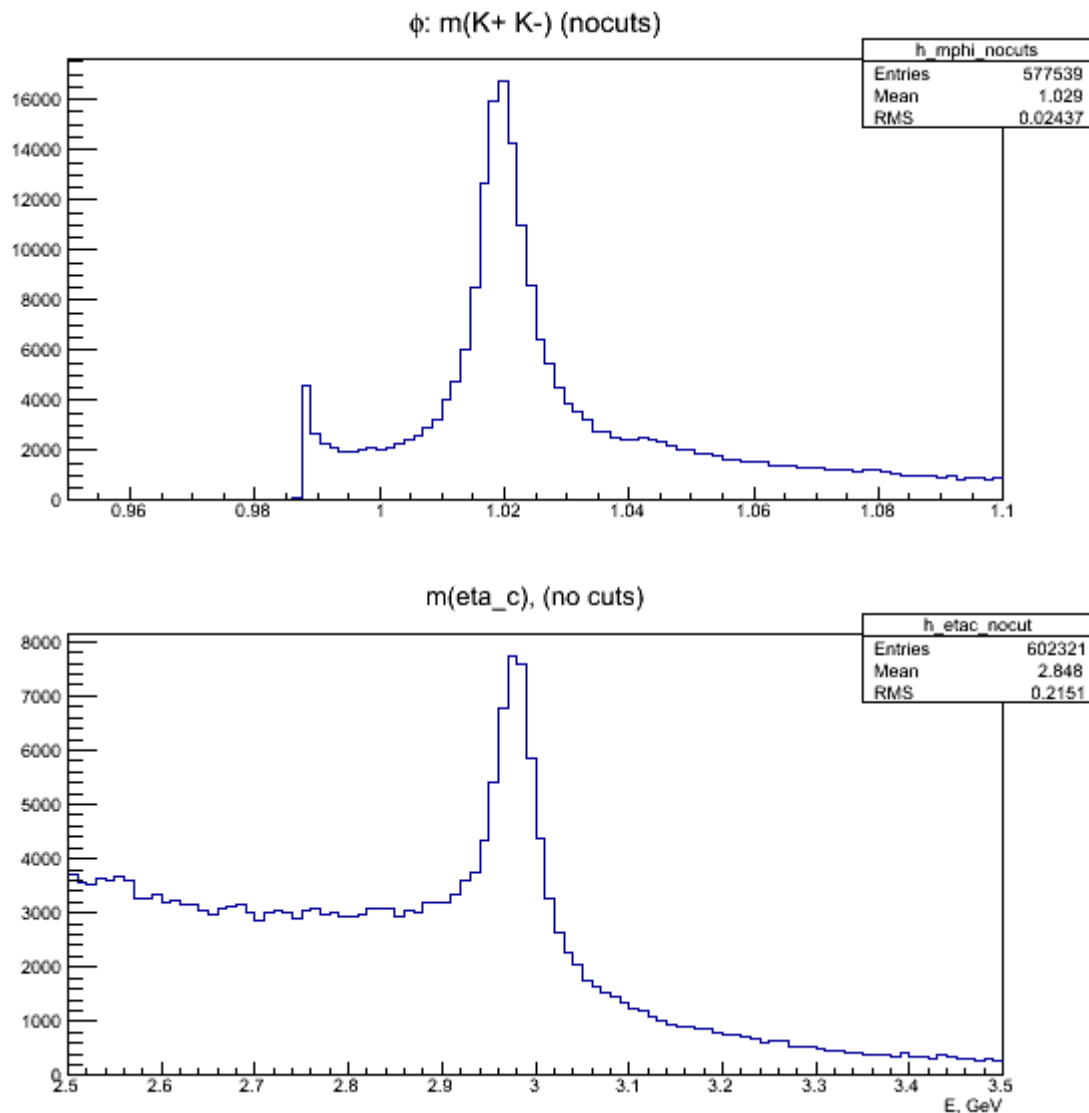 ϕ: m(K+ K-) (nocuts)
h_mphi_nocuts
Entries 577539
Mean 1.029
RMS 0.02437
16000
14000
12000
10000
8000
6000
4000
2000
0
0.96 0.98 1 1.02 1.04 1.06 1.08 1.1
m(eta_c), (no cuts)
h_etac_nocut
Entries 602321
Mean 2.848
RMS 0.2151
8000
7000
6000
5000
4000
3000
2000
1000
0
2.5 2.6 2.7 2.8 2.9 3 3.1 3.2 3.3 3.4 3.5
E, GeV